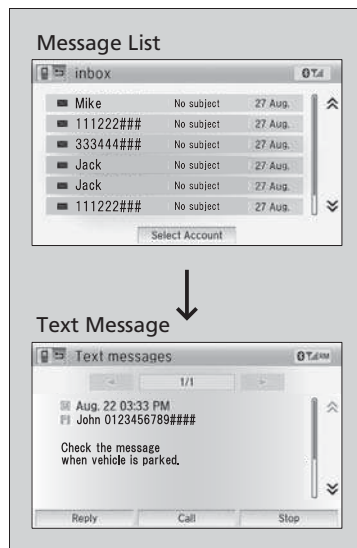 Message List
inbox
Mike No subject 27 Aug.
111222### No subject 27 Aug.
333444### No subject 27 Aug.
Jack No subject 27 Aug.
Jack No subject 27 Aug.
111222### No subject 27 Aug.
Select Account
Text Message
Text messages
1/1
Aug. 22 03:33 PM
John 0123456789####
Check the message
when vehicle is parked.
Reply Call Stop